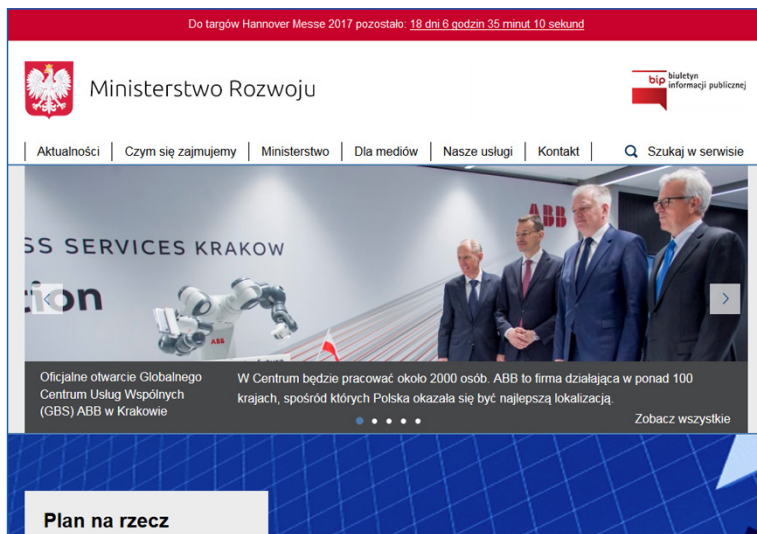 Do targów Hannover Messe 2017 pozostało: 18 dni 6 godzin 35 minut 10 sekund
Ministerstwo Rozwoju
bip biuletyn
informacji publicznej
Aktualności
Czym się zajmujemy
Ministerstwo
Dla mediów
Nasze usługi
Kontakt
Szukaj w serwisie
ABB
SS SERVICES KRAKOW
tion
ABB
Oficjalne otwarcie Globalnego
Centrum Usług Wspólnych
(GBS) ABB w Krakowie
W Centrum będzie pracować około 2000 osób. ABB to firma działająca w ponad 100
krajach, spośród których Polska okazała się być najlepszą lokalizacją.
Zobacz wszystkie
Plan na rzecz